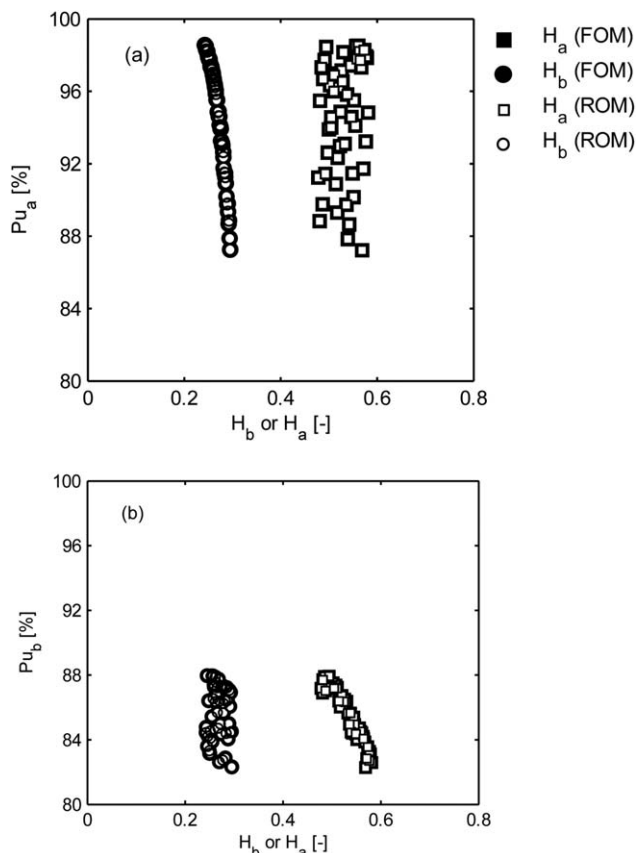 100
96
92
88
84
80
Pu_a [%]
(a)
0
0.2
0.4
0.6
0.8
H_b or H_a [-]
H_a (FOM)
H_b (FOM)
H_a (ROM)
H_b (ROM)
100
96
92
88
84
80
Pu_b [%]
(b)
0
0.2
0.4
0.6
0.8
H_b or H_a [-]